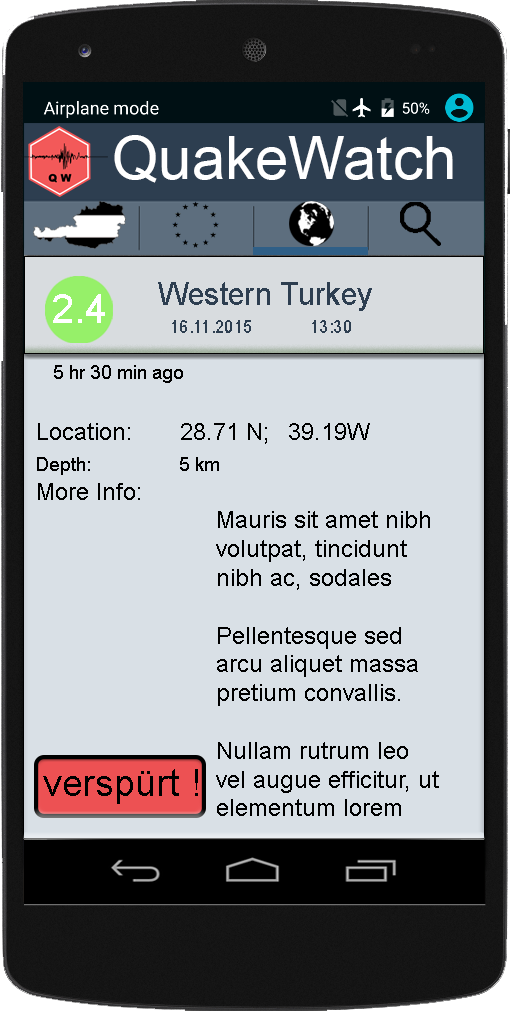 Airplane mode 50%
QW
QuakeWatch
2.4
Western Turkey
16.11.2015 13:30
5 hr 30 min ago
Location: 28.71 N; 39.19W
Depth: 5 km
More Info:
Mauris sit amet nibh
volutpat, tincidunt
nibh ac, sodales
Pellentesque sed
arcu aliquet massa
pretium convallis.
Nullam rutrum leo
vel augue efficitur, ut
elementum lorem
verspürt !